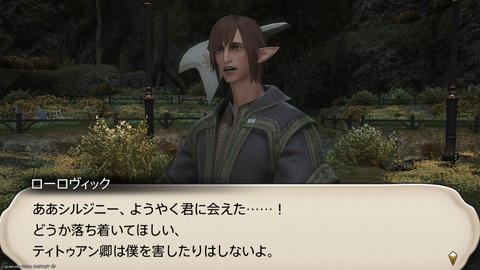 ローロヴィック
ああシルジニー、ようやく君に会えた……！
どうか落ち着いてほしい、
ティトゥアン卿は僕を害したりはしないよ。